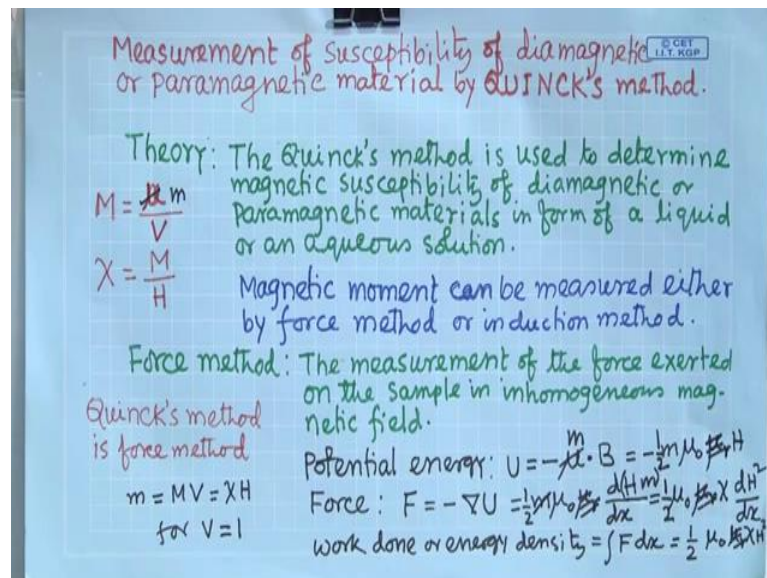 Measurement of susceptibility of diamagnetic
© CET
I.I.T. KGP
or paramagnetic material by QUINCK's method.
Theory: The Quinck's method is used to determine
magnetic susceptibility of diamagnetic or
paramagnetic materials in form of a liquid
or an aqueous solution.
M = m/V
χ = M/H
Magnetic moment can be measured either
by force method or induction method.
Force method: The measurement of the force exerted
on the sample in inhomogeneous mag-
netic field.
Quinck's method
is force method
m = MV = χH
for V=1
Potential energy: U = -m · B = -½ m μ₀ H
Force: F = -∇U = ½ μ₀ d(Hm)/dx = ½ μ₀ χ dH²/dx
work done or energy density = ∫F dx = ½ μ₀ χH²